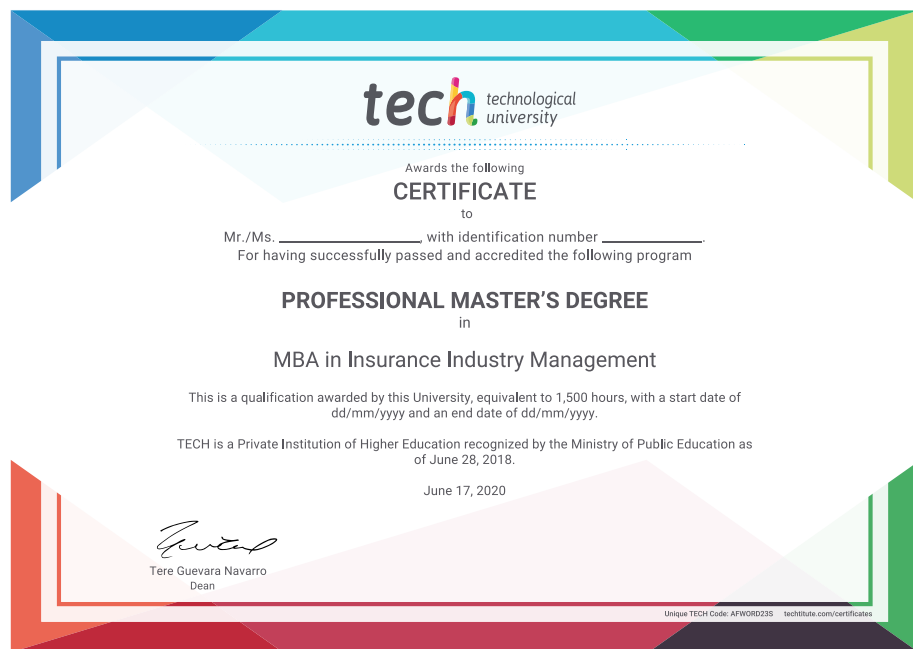 tech technological
university
Awards the following
CERTIFICATE
to
Mr./Ms. ____________________, with identification number ______________.
For having successfully passed and accredited the following program
PROFESSIONAL MASTER'S DEGREE
in
MBA in Insurance Industry Management
This is a qualification awarded by this University, equivalent to 1,500 hours, with a start date of
dd/mm/yyyy and an end date of dd/mm/yyyy.
TECH is a Private Institution of Higher Education recognized by the Ministry of Public Education as
of June 28, 2018.
June 17, 2020
Tere Guevara Navarro
Dean
Unique TECH Code: AFWORD23S techtitute.com/certificates